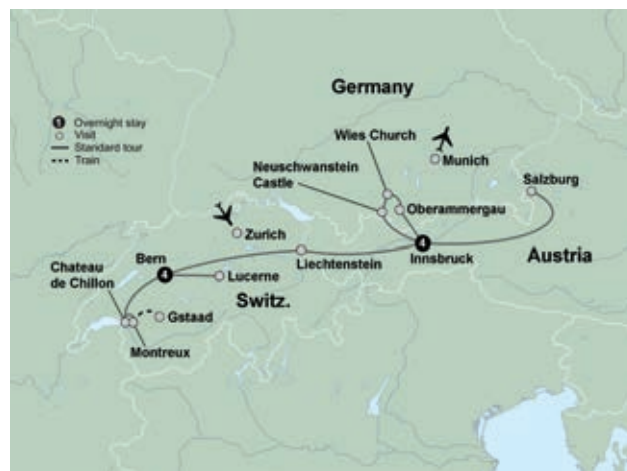 Germany
1 Overnight stay
Visit
Standard tour
Train
Wies Church
Neuschwanstein
Castle
Munich
Salzburg
Oberammergau
Zurich
Bern
Liechtenstein
4
Innsbruck
Austria
Chateau
de Chillon
4
Lucerne
Switz.
Gstaad
Montreux